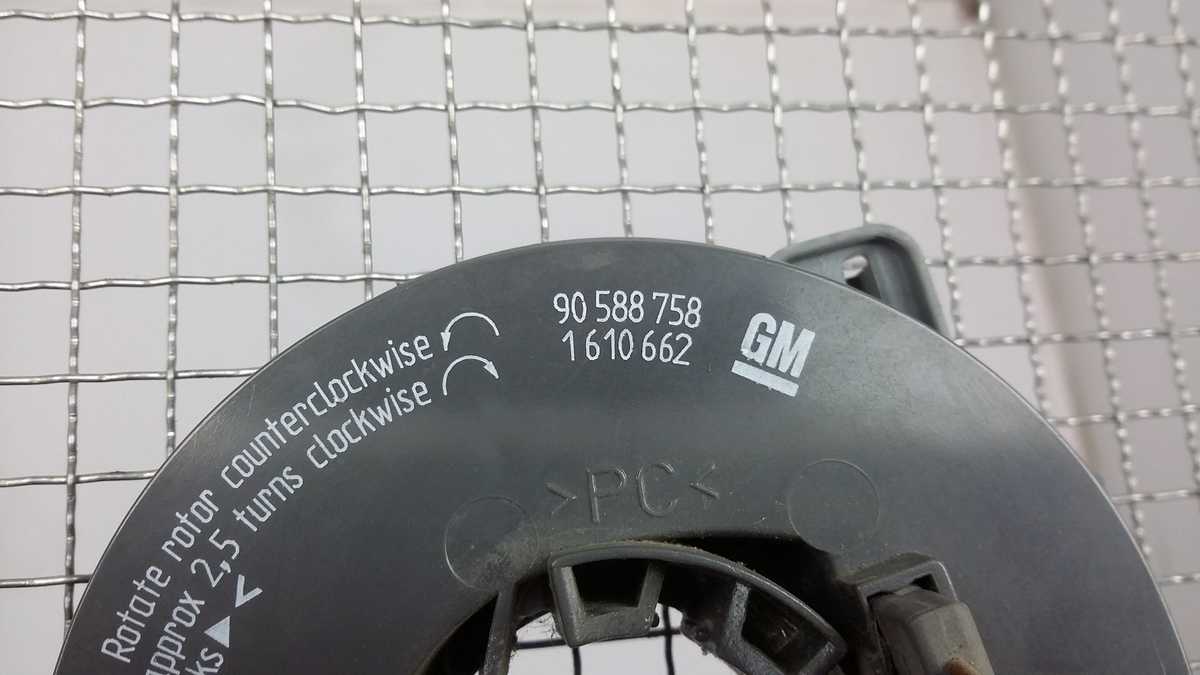 90 588 758
1 610 662
GM
Rotate rotor counterclockwise
approx 2,5 turns clockwise
>PC<